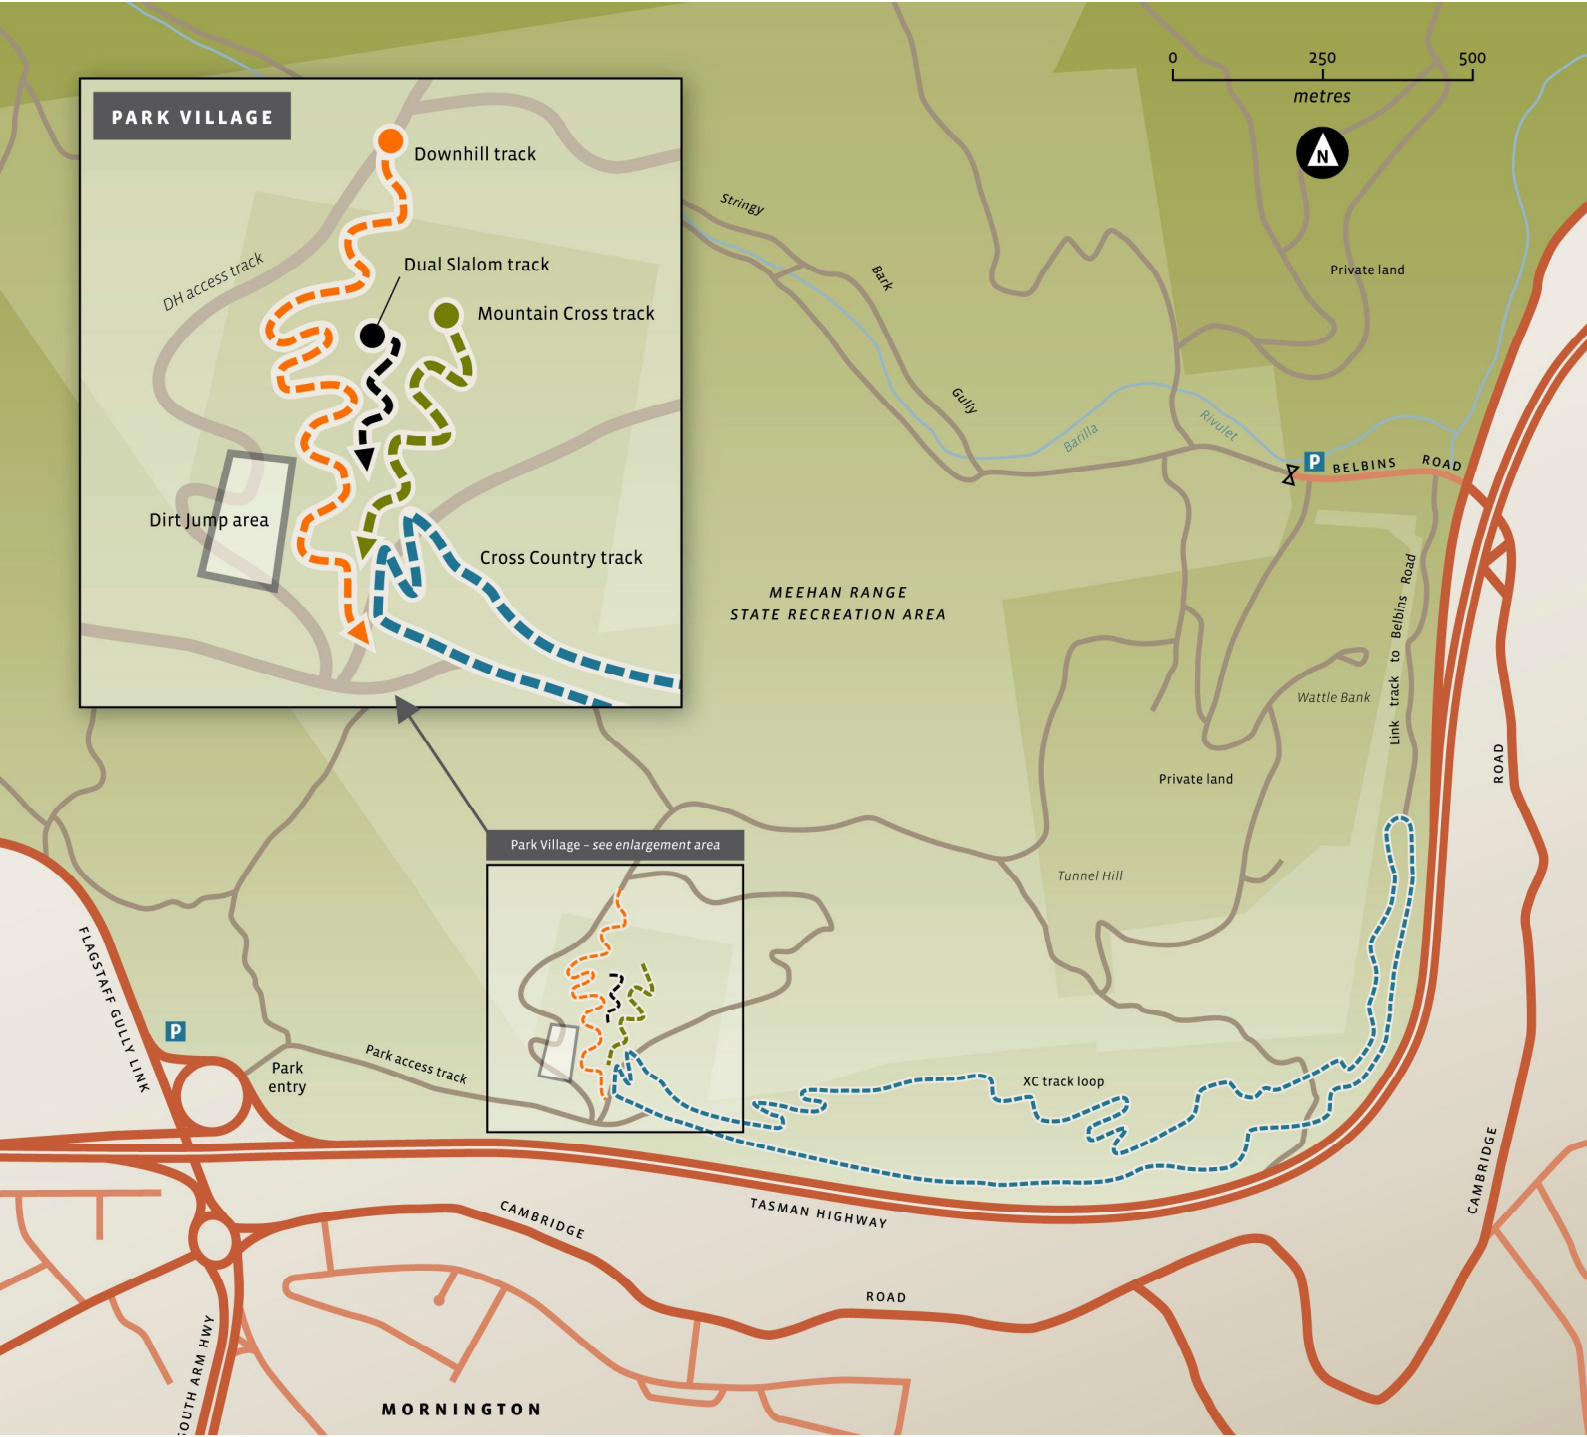 PARK VILLAGE
Downhill track
Dual Slalom track
Mountain Cross track
DH access track
Dirt Jump area
Cross Country track
0 250 500
metres
N
Private land
Stringy
Bark
Gully
Barilla
Rivulet
P
BELBINS ROAD
MEEHAN RANGE
STATE RECREATION AREA
Link track to Belbins Road
Wattle Bank
Private land
ROAD
Park Village – see enlargement area
Tunnel Hill
FLAGSTAFF GULLY LINK
P
Park
entry
Park access track
XC track loop
CAMBRIDGE
TASMAN HIGHWAY
CAMBRIDGE
ROAD
SOUTH ARM HWY
MORNINGTON